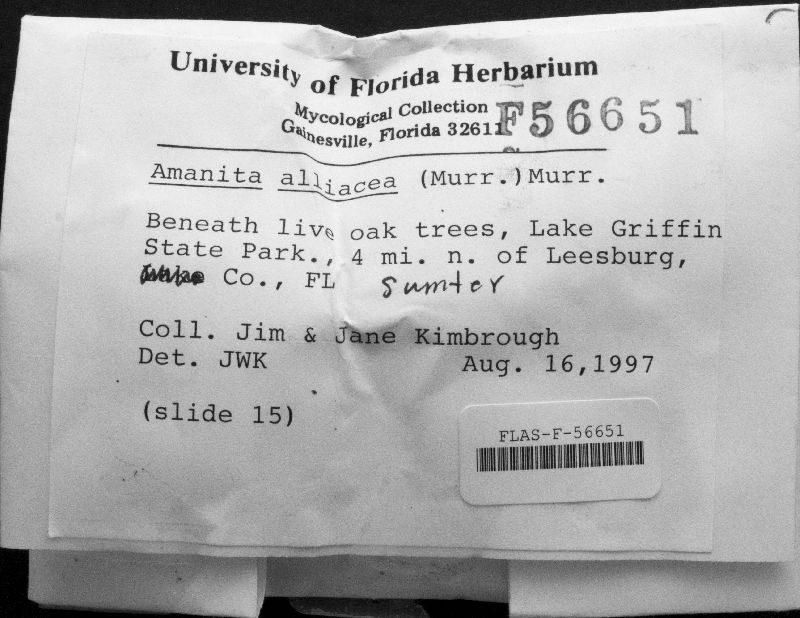 University of Florida Herbarium
Mycological Collection
Gainesville, Florida 32611
F56651
Amanita alliacea (Murr.)Murr.
Beneath live oak trees, Lake Griffin
State Park., 4 mi. n. of Leesburg,
Co., FL Sumter
Coll. Jim & Jane Kimbrough
Det. JWK Aug. 16,1997
(slide 15)
FLAS-F-56651